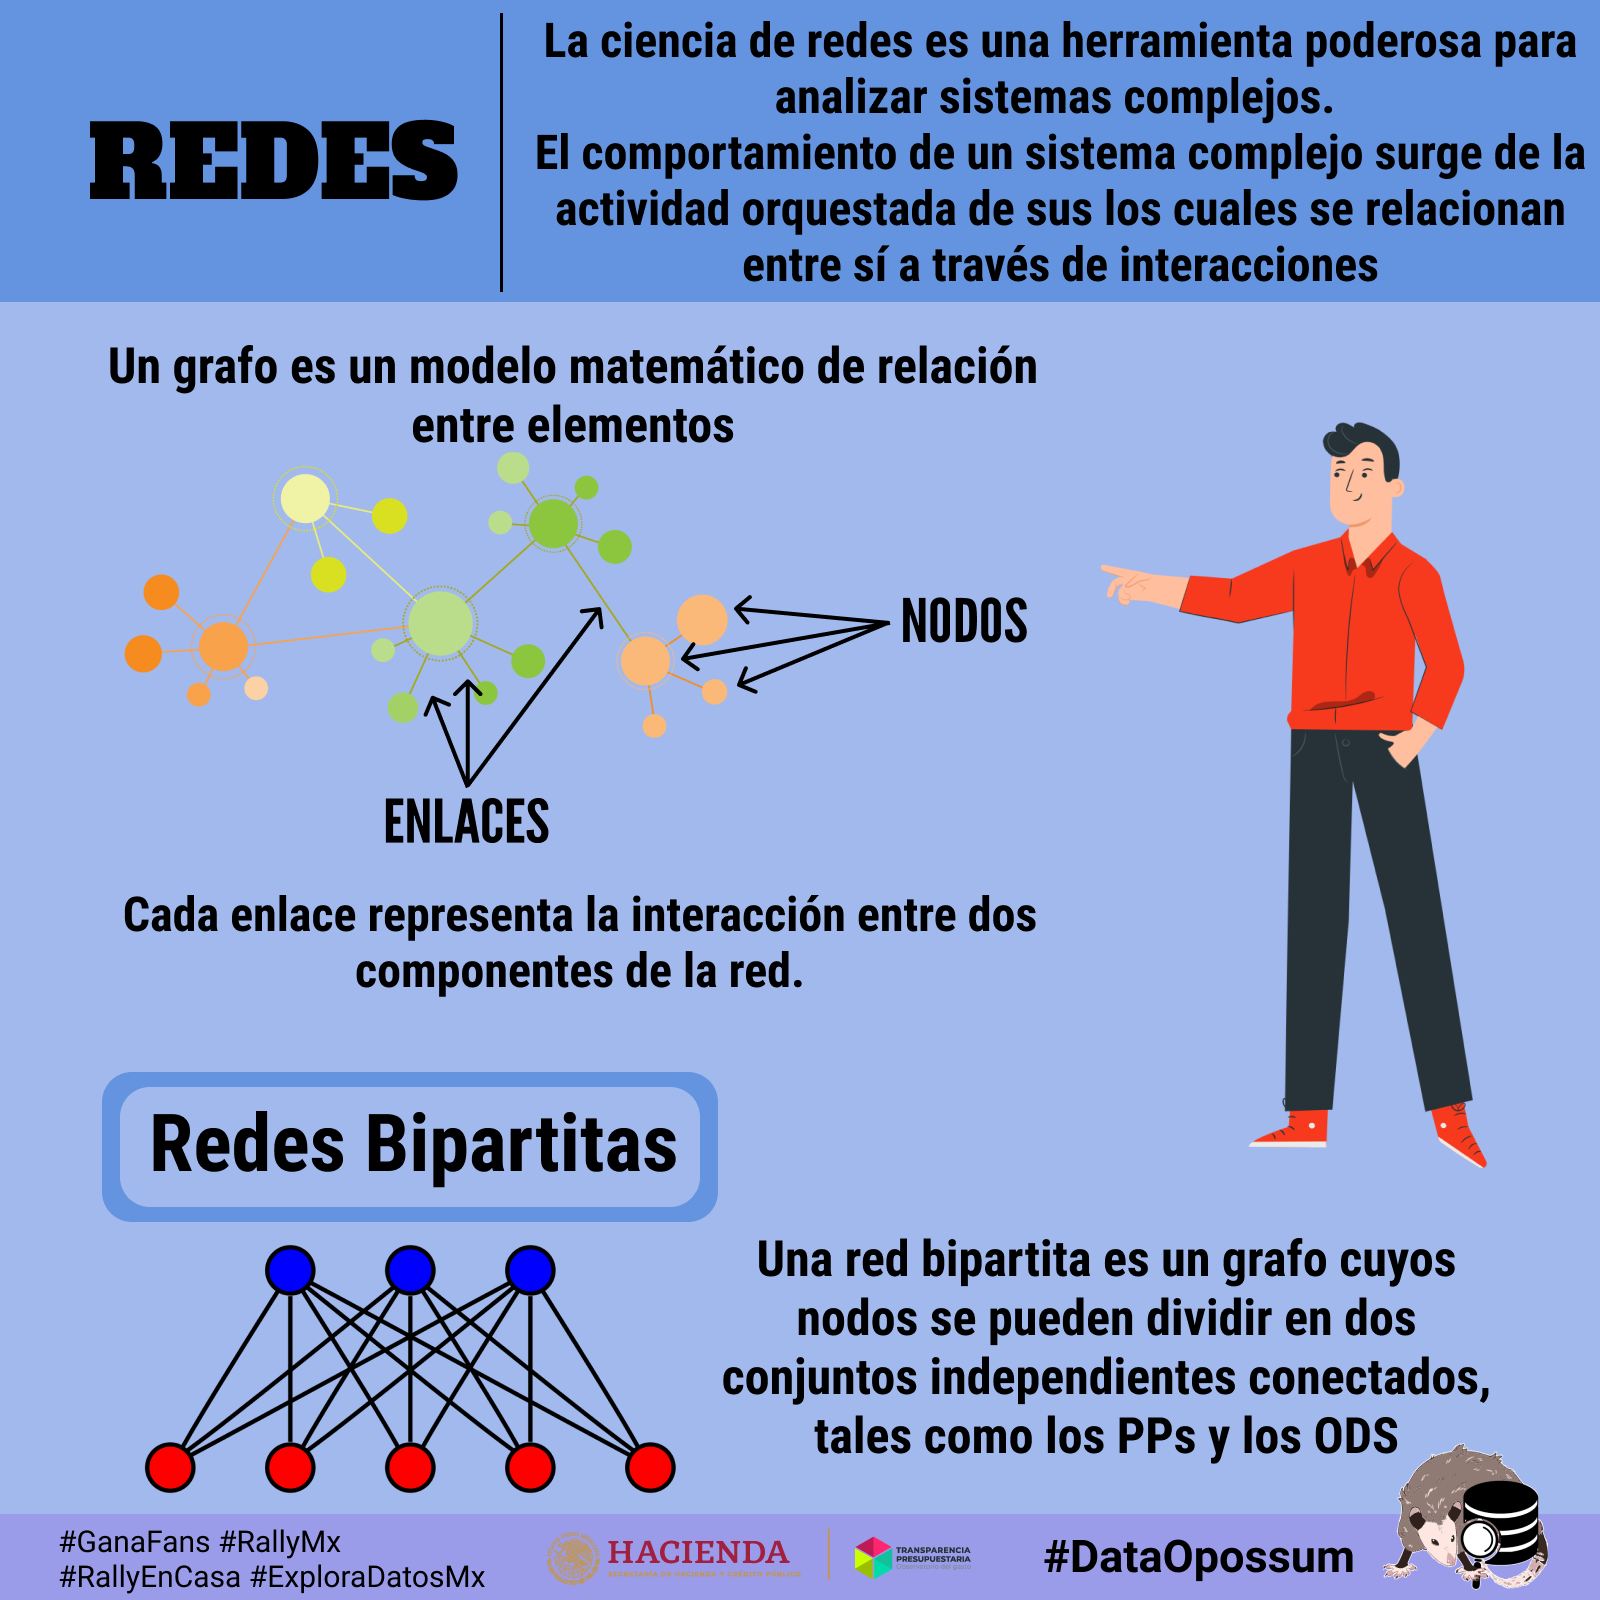 REDES
La ciencia de redes es una herramienta poderosa para
analizar sistemas complejos.
El comportamiento de un sistema complejo surge de la
actividad orquestada de sus los cuales se relacionan
entre sí a través de interacciones
Un grafo es un modelo matemático de relación
entre elementos
NODOS
ENLACES
Cada enlace representa la interacción entre dos
componentes de la red.
Redes Bipartitas
Una red bipartita es un grafo cuyos
nodos se pueden dividir en dos
conjuntos independientes conectados,
tales como los PPs y los ODS
#GanaFans #RallyMx
#RallyEnCasa #ExploraDatosMx
HACIENDA
SECRETARÍA DE HACIENDA Y CRÉDITO PÚBLICO
TRANSPARENCIA
PRESUPUESTARIA
Observatorio del gasto
#DataOpossum